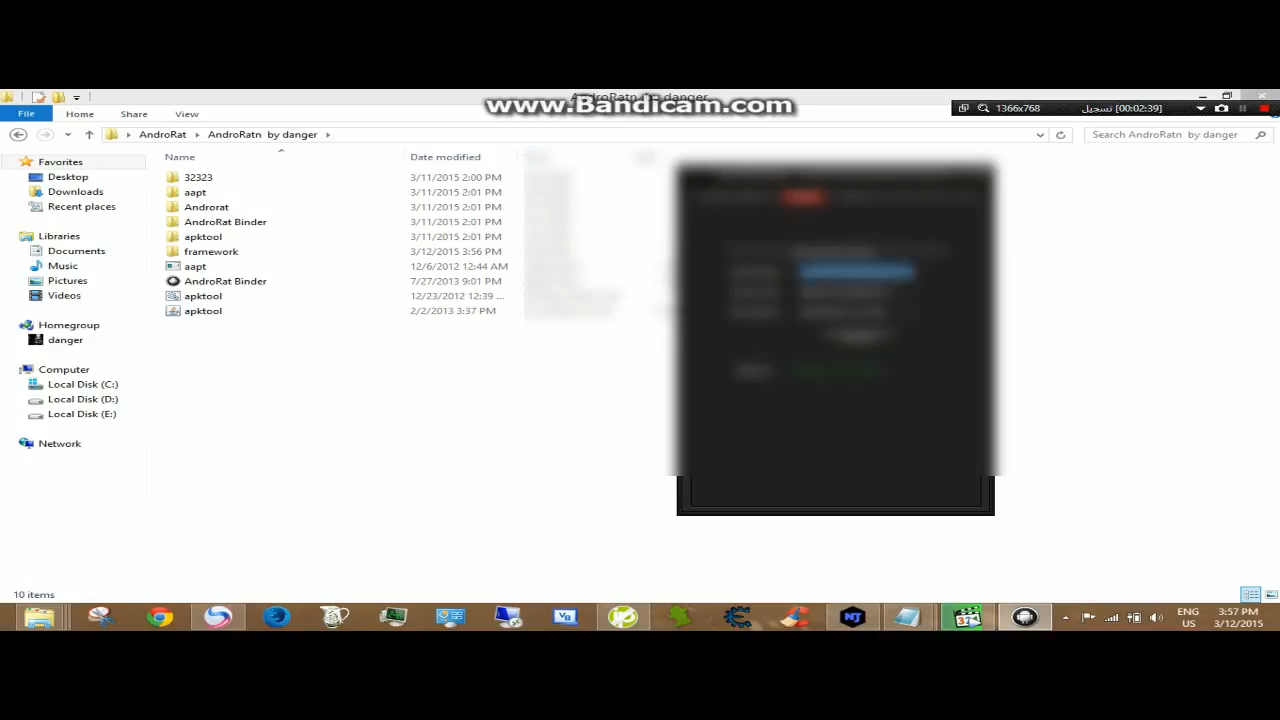 www.Bandicam.com
1366x768
تسجيل [00:02:39]
File
Home
Share
View
AndroRat
AndroRatn by danger
Search AndroRatn by danger
Favorites
Desktop
Downloads
Recent places
Libraries
Documents
Music
Pictures
Videos
Homegroup
danger
Computer
Local Disk (C:)
Local Disk (D:)
Local Disk (E:)
Network
Name
Date modified
32323
3/11/2015 2:00 PM
aapt
3/11/2015 2:01 PM
Androrat
3/11/2015 2:01 PM
AndroRat Binder
3/11/2015 2:01 PM
apktool
3/11/2015 2:01 PM
framework
3/12/2015 3:56 PM
aapt
12/6/2012 12:44 AM
AndroRat Binder
7/27/2013 9:01 PM
apktool
12/23/2012 12:39 ...
apktool
2/2/2013 3:37 PM
10 items
VB
NJ
ENG
US
3:57 PM
3/12/2015